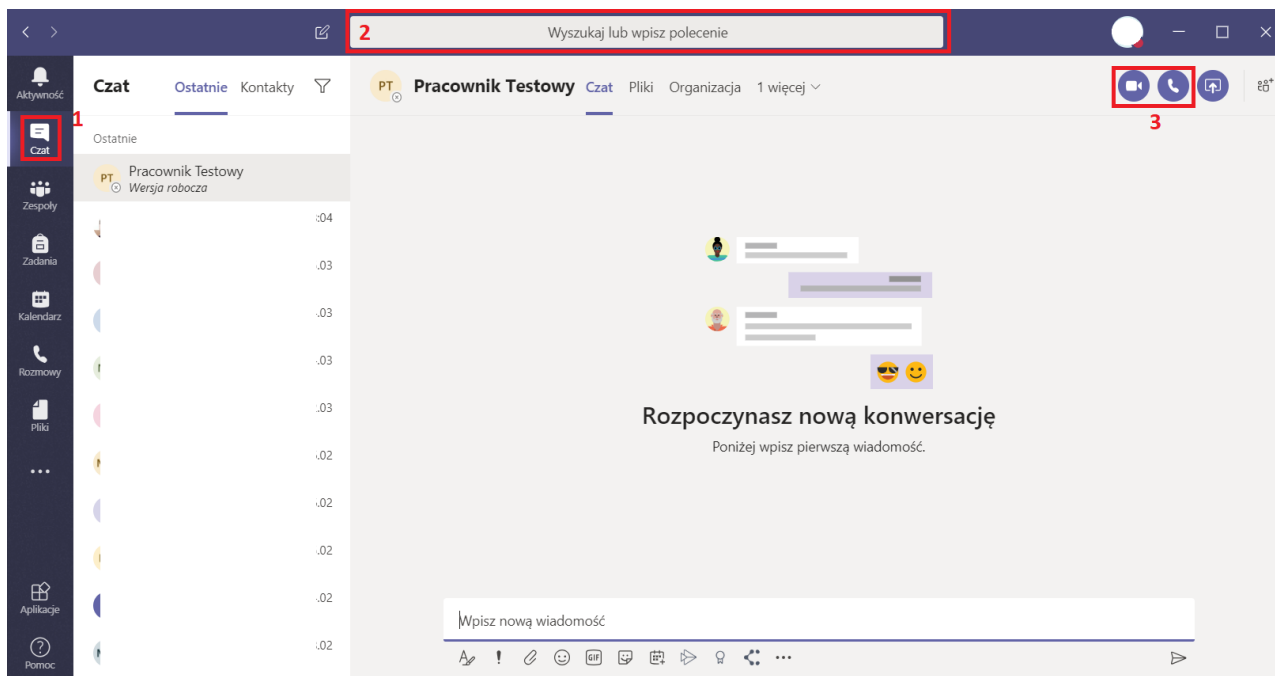 2
Wyszukaj lub wpisz polecenie
Aktywność
1
Czat
Zespoły
Zadania
Kalendarz
Rozmowy
Pliki
...
Aplikacje
Pomoc
Czat Ostatnie Kontakty
Ostatnie
PT Pracownik Testowy
Wersja robocza
:04
.03
.03
.03
.03
.02
.02
.02
.02
.02
PT Pracownik Testowy Czat Pliki Organizacja 1 więcej
3
Rozpoczynasz nową konwersację
Poniżej wpisz pierwszą wiadomość.
Wpisz nową wiadomość
GIF